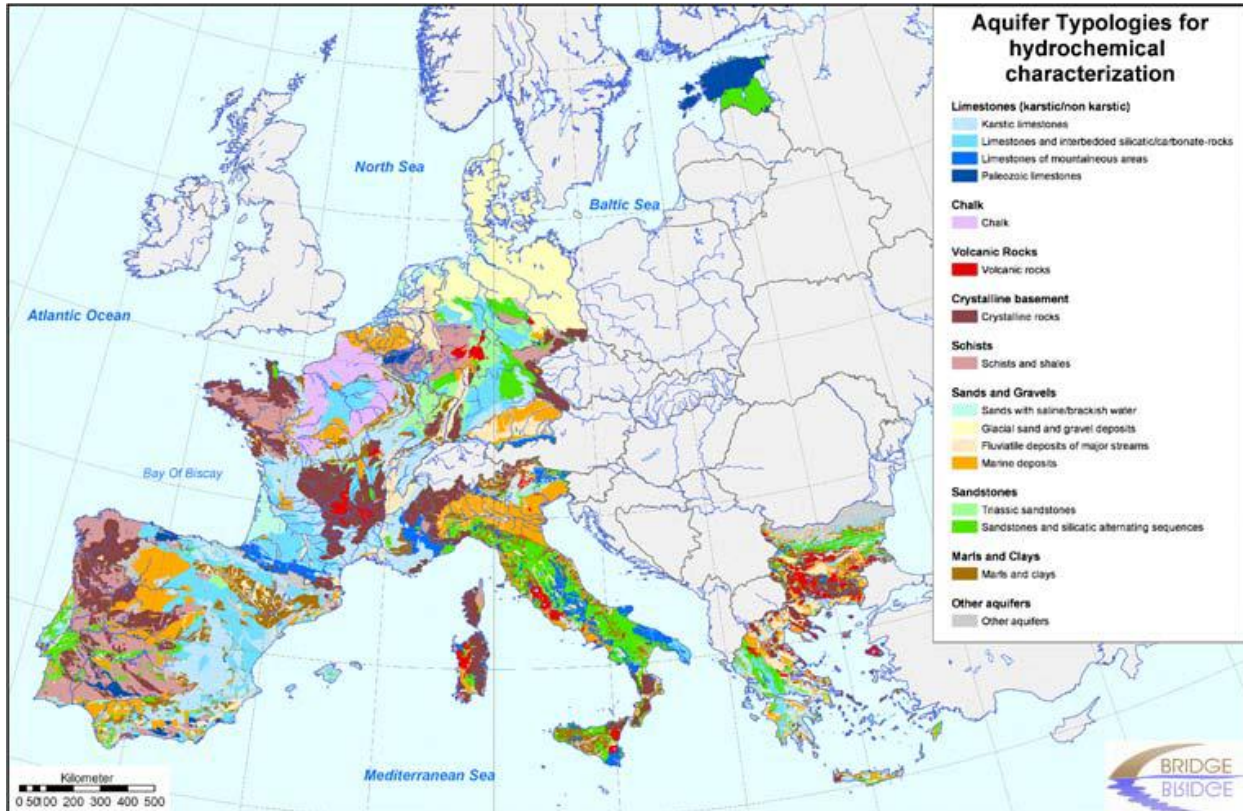 Aquifer Typologies for
hydrochemical
characterization
Limestones (karstic/non karstic)
Karstic limestones
Limestones and interbedded silicatic/carbonate-rocks
Limestones of mountaineous areas
Paleozoic limestones
Chalk
Chalk
Volcanic Rocks
Volcanic rocks
Crystalline basement
Crystalline rocks
Schists
Schists and shales
Sands and Gravels
Sands with saline/brackish water
Glacial sand and gravel deposits
Fluviatile deposits of major streams
Marine deposits
Sandstones
Triassic sandstones
Sandstones and silicatic alternating sequences
Marls and Clays
Marls and clays
Other aquifers
Other aquifers
North Sea
Baltic Sea
Atlantic Ocean
Bay Of Biscay
Mediterranean Sea
Kilometer
0 50 100 200 300 400 500
BRIDGE
BRIDGE